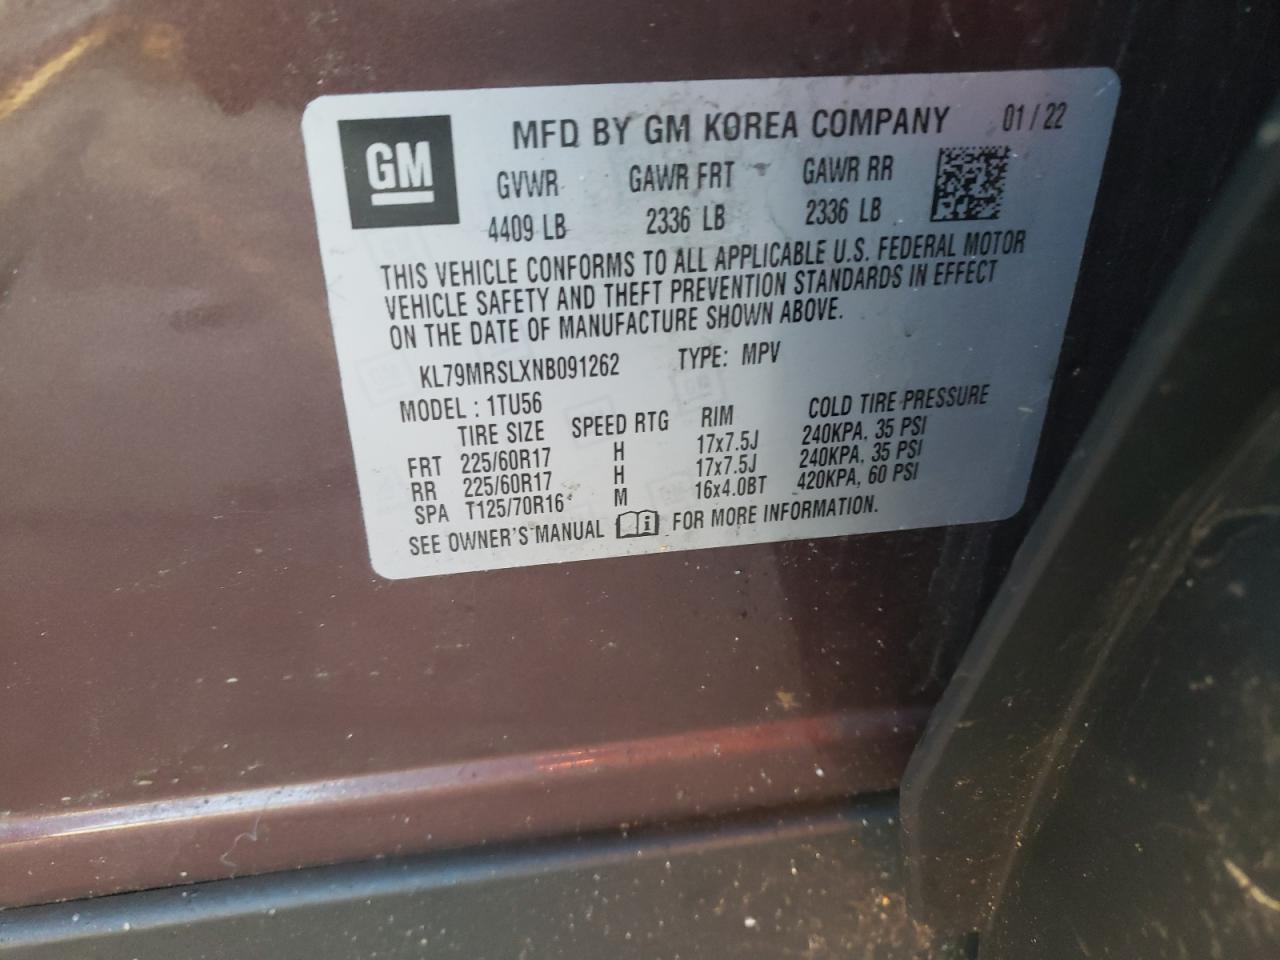 GM
MFD BY GM KOREA COMPANY 01 / 22
GVWR GAWR FRT GAWR RR
4409 LB 2336 LB 2336 LB
THIS VEHICLE CONFORMS TO ALL APPLICABLE U.S. FEDERAL MOTOR
VEHICLE SAFETY AND THEFT PREVENTION STANDARDS IN EFFECT
ON THE DATE OF MANUFACTURE SHOWN ABOVE.
KL79MRSLXNB091262 TYPE: MPV
MODEL : 1TU56
TIRE SIZE SPEED RTG RIM COLD TIRE PRESSURE
FRT 225/60R17 H 17x7.5J 240KPA, 35 PSI
RR 225/60R17 H 17x7.5J 240KPA, 35 PSI
SPA T125/70R16 M 16x4.0BT 420KPA, 60 PSI
SEE OWNER'S MANUAL FOR MORE INFORMATION.